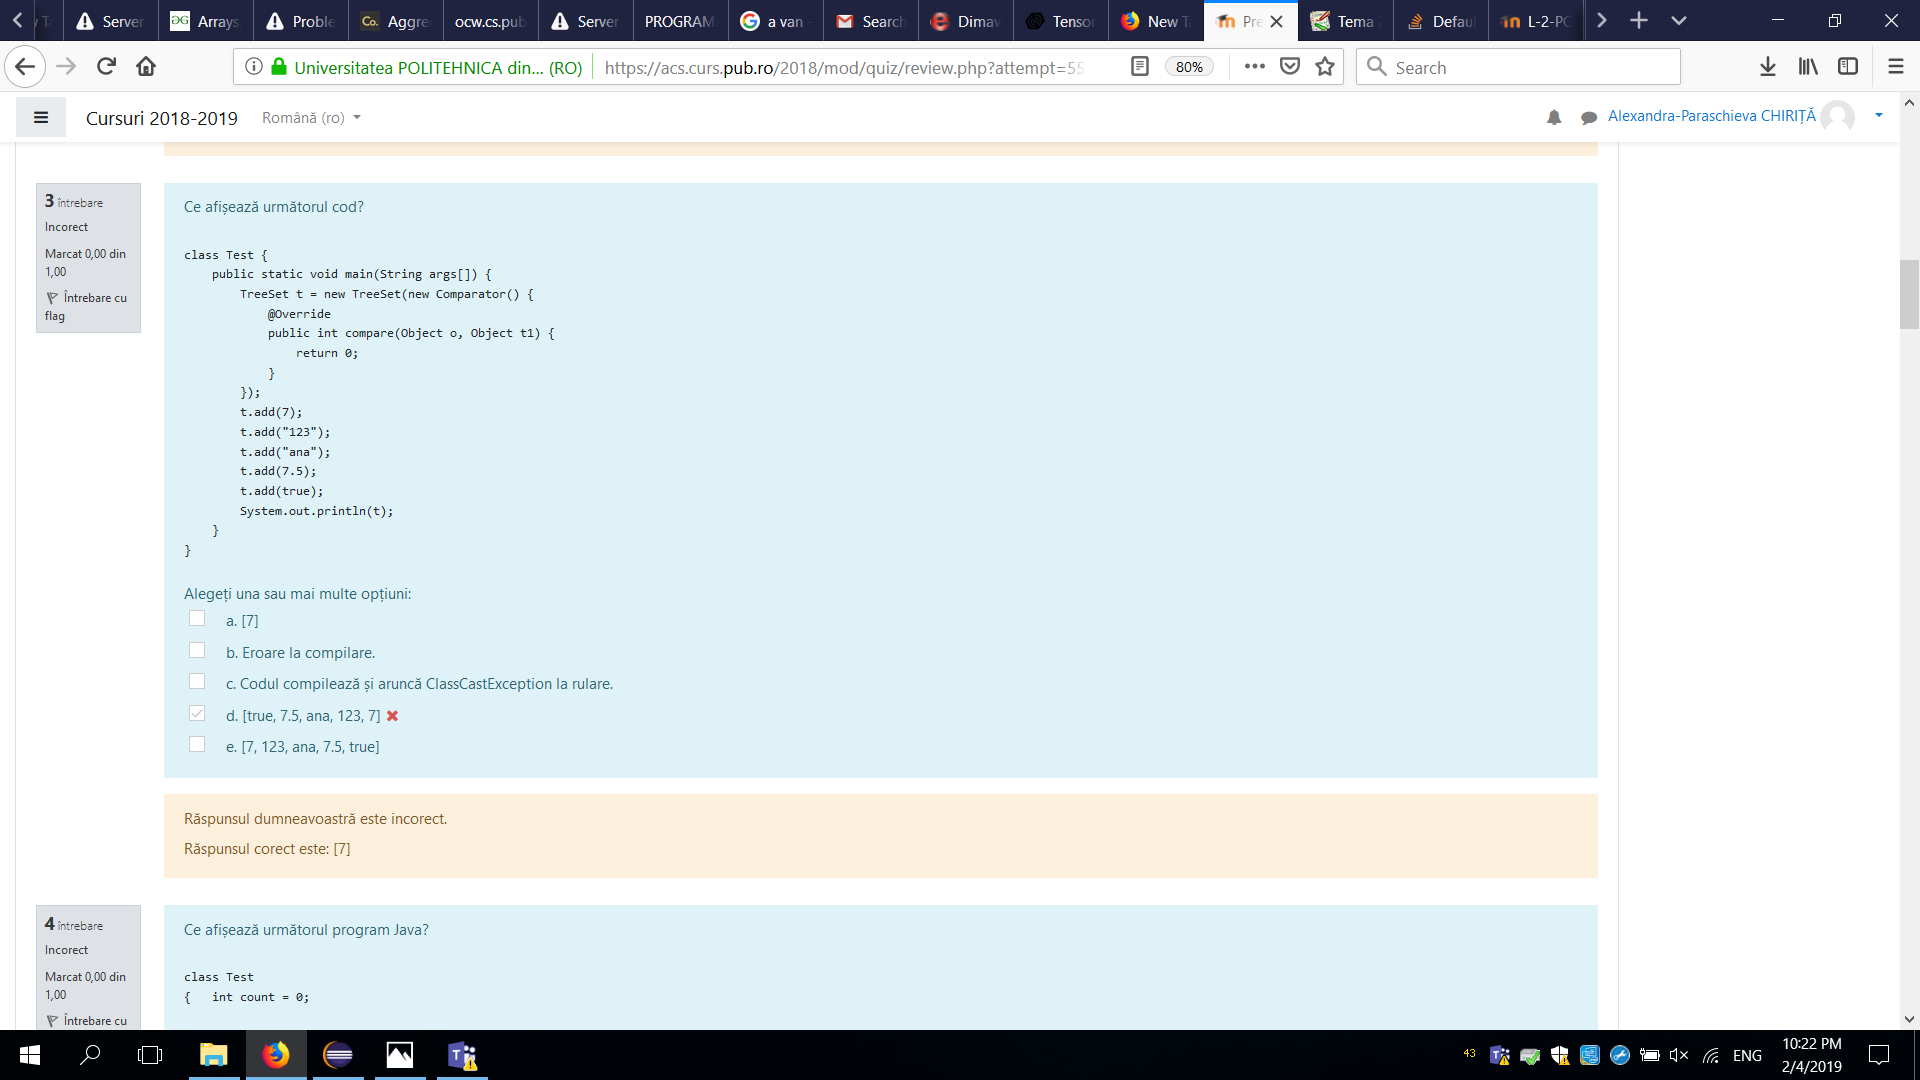 Server
Arrays
Proble
Aggre
ocw.cs.pub
Server
PROGRAM
a van
Search
Dimav
Tensor
New Ta
Pre
Tema
Defau
L-2-PC
Universitatea POLITEHNICA din... (RO)
https://acs.curs.pub.ro/2018/mod/quiz/review.php?attempt=55
80%
Search
Cursuri 2018-2019
Română (ro)
Alexandra-Paraschieva CHIRIȚĂ
3 întrebare
Incorect
Marcat 0,00 din
1,00
Întrebare cu
flag
Ce afișează următorul cod?
class Test {
    public static void main(String args[]) {
        TreeSet t = new TreeSet(new Comparator() {
            @Override
            public int compare(Object o, Object t1) {
                return 0;
            }
        });
        t.add(7);
        t.add("123");
        t.add("ana");
        t.add(7.5);
        t.add(true);
        System.out.println(t);
    }
}
Alegeți una sau mai multe opțiuni:
a. [7]
b. Eroare la compilare.
c. Codul compilează și aruncă ClassCastException la rulare.
d. [true, 7.5, ana, 123, 7]
e. [7, 123, ana, 7.5, true]
Răspunsul dumneavoastră este incorect.
Răspunsul corect este: [7]
4 întrebare
Incorect
Marcat 0,00 din
1,00
Întrebare cu
Ce afișează următorul program Java?
class Test
{   int count = 0;
43
ENG
10:22 PM
2/4/2019